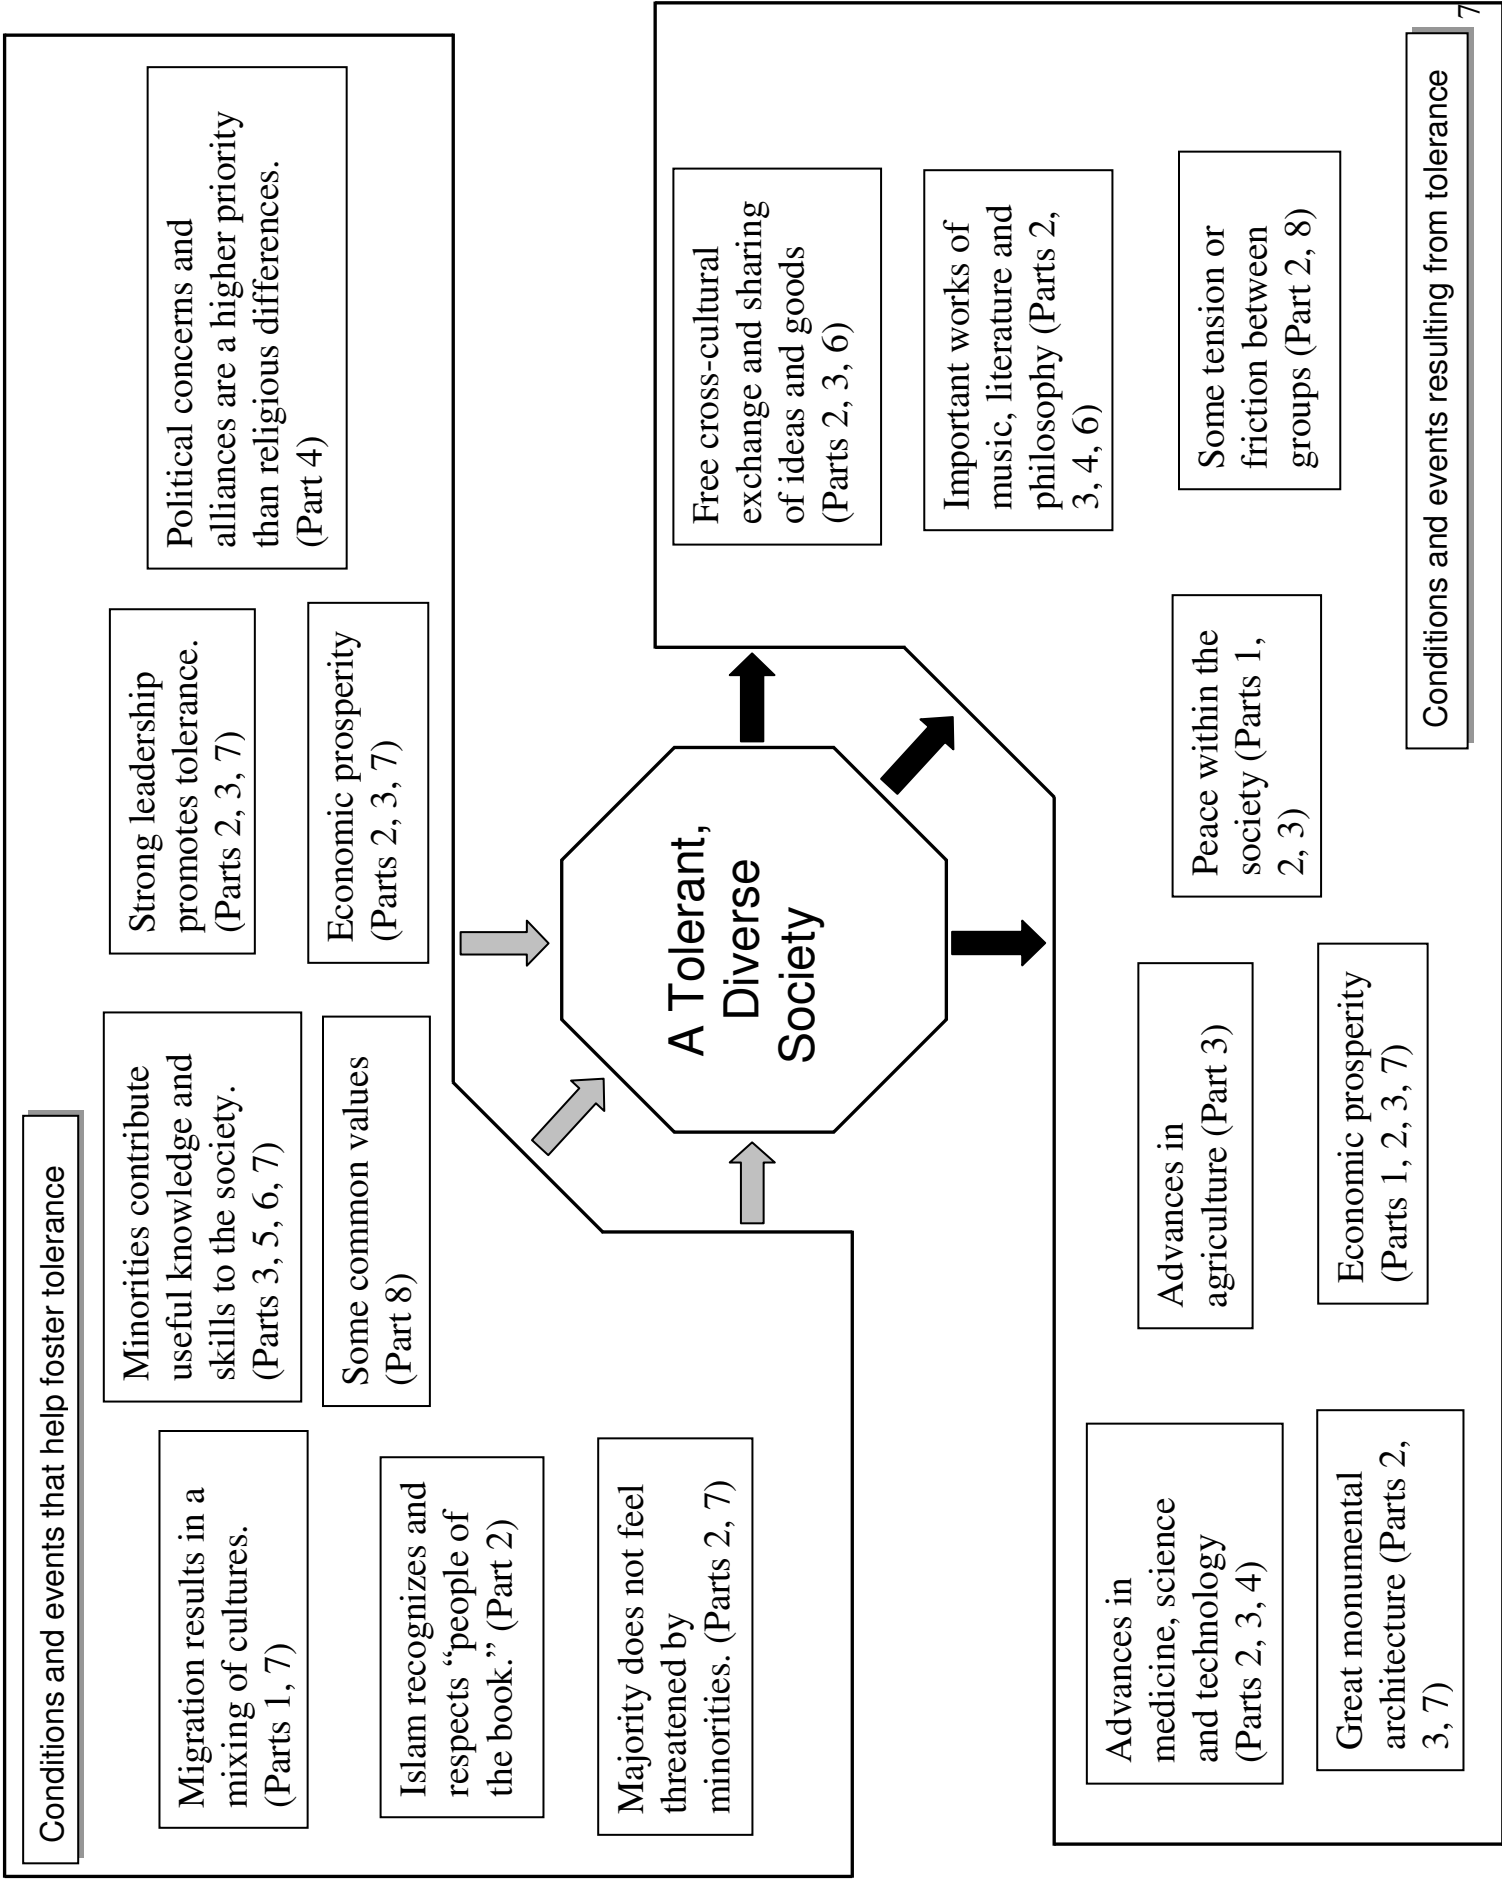 Conditions and events that help foster tolerance
Migration results in a
mixing of cultures.
(Parts 1, 7)
Islam recognizes and
respects “people of
the book.” (Part 2)
Majority does not feel
threatened by
minorities. (Parts 2, 7)
Minorities contribute
useful knowledge and
skills to the society.
(Parts 3, 5, 6, 7)
Some common values
(Part 8)
Strong leadership
promotes tolerance.
(Parts 2, 3, 7)
Economic prosperity
(Parts 2, 3, 7)
Political concerns and
alliances are a higher priority
than religious differences.
(Part 4)
A Tolerant,
Diverse
Society
Free cross-cultural
exchange and sharing
of ideas and goods
(Parts 2, 3, 6)
Important works of
music, literature and
philosophy (Parts 2,
3, 4, 6)
Some tension or
friction between
groups (Part 2, 8)
Peace within the
society (Parts 1,
2, 3)
Advances in
agriculture (Part 3)
Economic prosperity
(Parts 1, 2, 3, 7)
Advances in
medicine, science
and technology
(Parts 2, 3, 4)
Great monumental
architecture (Parts 2,
3, 7)
Conditions and events resulting from tolerance
7